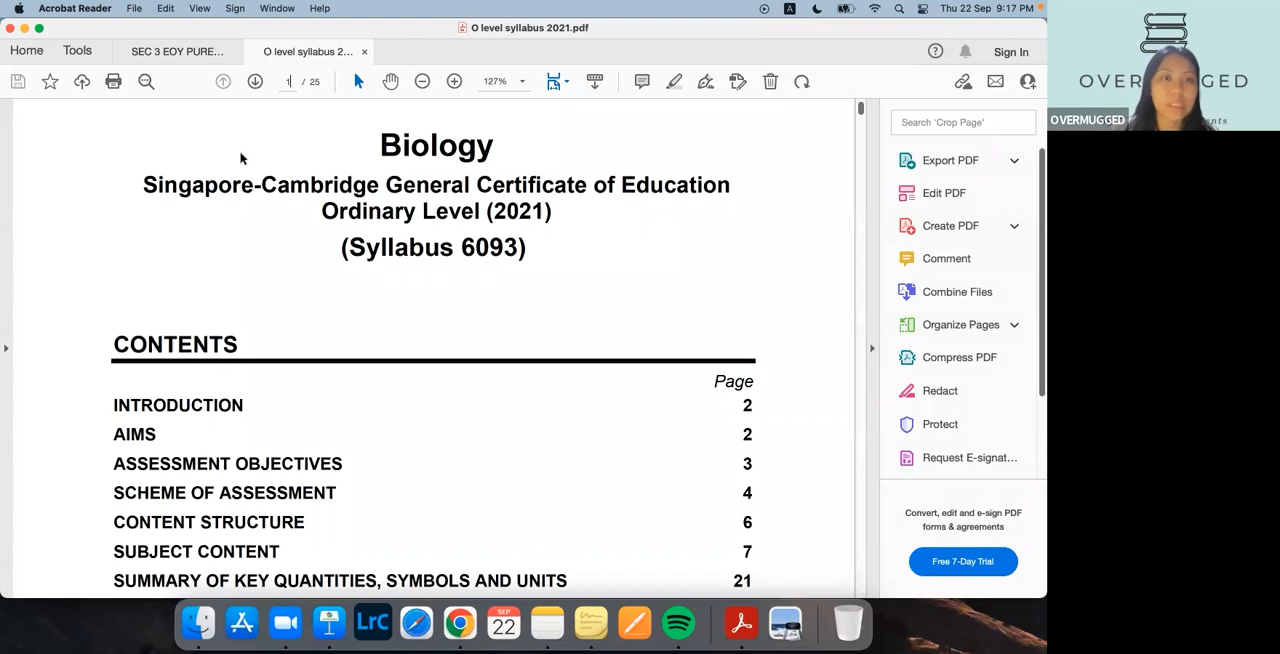 Acrobat Reader File Edit View Sign Window Help
A
Thu 22 Sep 9:17 PM
O level syllabus 2021.pdf
Home Tools SEC 3 EOY PURE... O level syllabus 2... ×
? Sign In
1 / 25 127%
Biology
Singapore-Cambridge General Certificate of Education
Ordinary Level (2021)
(Syllabus 6093)
CONTENTS
Page
INTRODUCTION 2
AIMS 2
ASSESSMENT OBJECTIVES 3
SCHEME OF ASSESSMENT 4
CONTENT STRUCTURE 6
SUBJECT CONTENT 7
SUMMARY OF KEY QUANTITIES, SYMBOLS AND UNITS 21
Search 'Crop Page'
Export PDF
Edit PDF
Create PDF
Comment
Combine Files
Organize Pages
Compress PDF
Redact
Protect
Request E-signat...
Convert, edit and e-sign PDF
forms & agreements
Free 7-Day Trial
OVERMUGGED
LrC
SEP
22